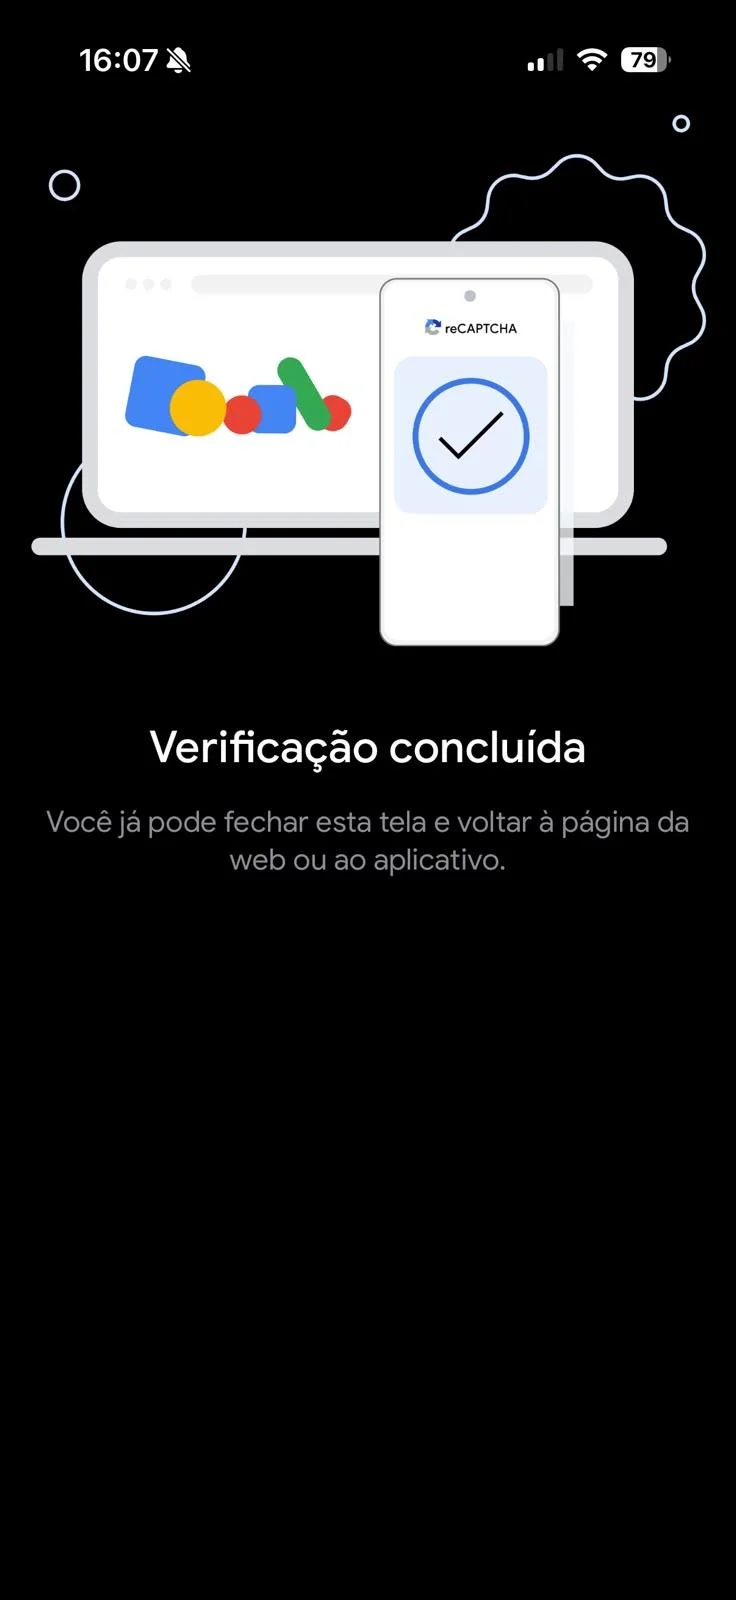 16:07
79
reCAPTCHA
Verificação concluída
Você já pode fechar esta tela e voltar à página da
web ou ao aplicativo.